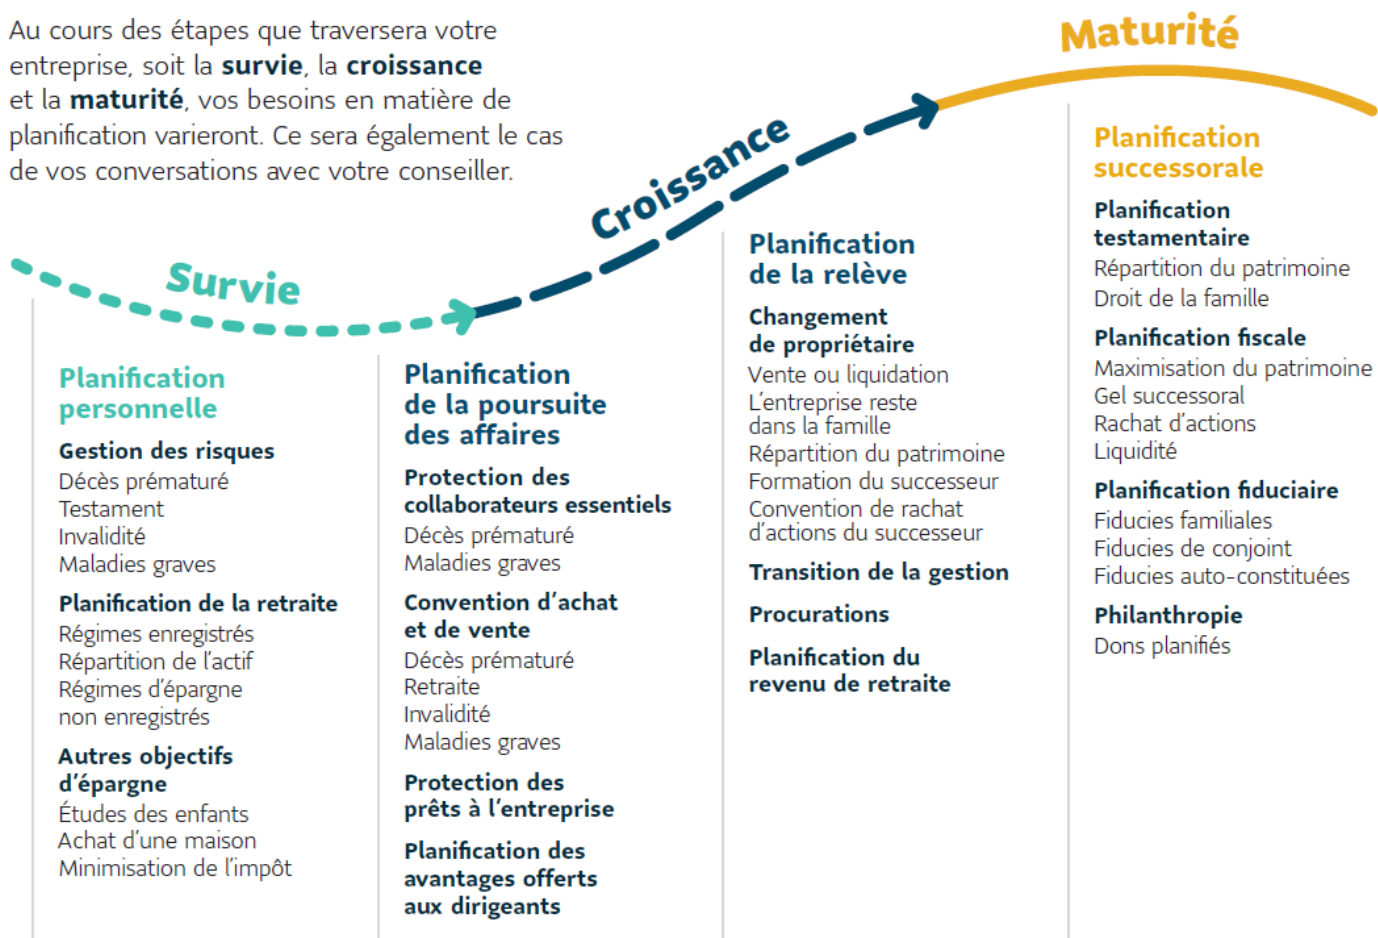 Au cours des étapes que traversera votre
entreprise, soit la survie, la croissance
et la maturité, vos besoins en matière de
planification varieront. Ce sera également le cas
de vos conversations avec votre conseiller.
Survie
Croissance
Maturité
Planification
personnelle
Gestion des risques
Décès prématuré
Testament
Invalidité
Maladies graves
Planification de la retraite
Régimes enregistrés
Répartition de l’actif
Régimes d’épargne
non enregistrés
Autres objectifs
d’épargne
Études des enfants
Achat d’une maison
Minimisation de l’impôt
Planification
de la poursuite
des affaires
Protection des
collaborateurs essentiels
Décès prématuré
Maladies graves
Convention d’achat
et de vente
Décès prématuré
Retraite
Invalidité
Maladies graves
Protection des
prêts à l’entreprise
Planification des
avantages offerts
aux dirigeants
Planification
de la relève
Changement
de propriétaire
Vente ou liquidation
L’entreprise reste
dans la famille
Répartition du patrimoine
Formation du successeur
Convention de rachat
d’actions du successeur
Transition de la gestion
Procurations
Planification du
revenu de retraite
Planification
successorale
Planification
testamentaire
Répartition du patrimoine
Droit de la famille
Planification fiscale
Maximisation du patrimoine
Gel successoral
Rachat d’actions
Liquidité
Planification fiduciaire
Fiducies familiales
Fiducies de conjoint
Fiducies auto-constituées
Philanthropie
Dons planifiés